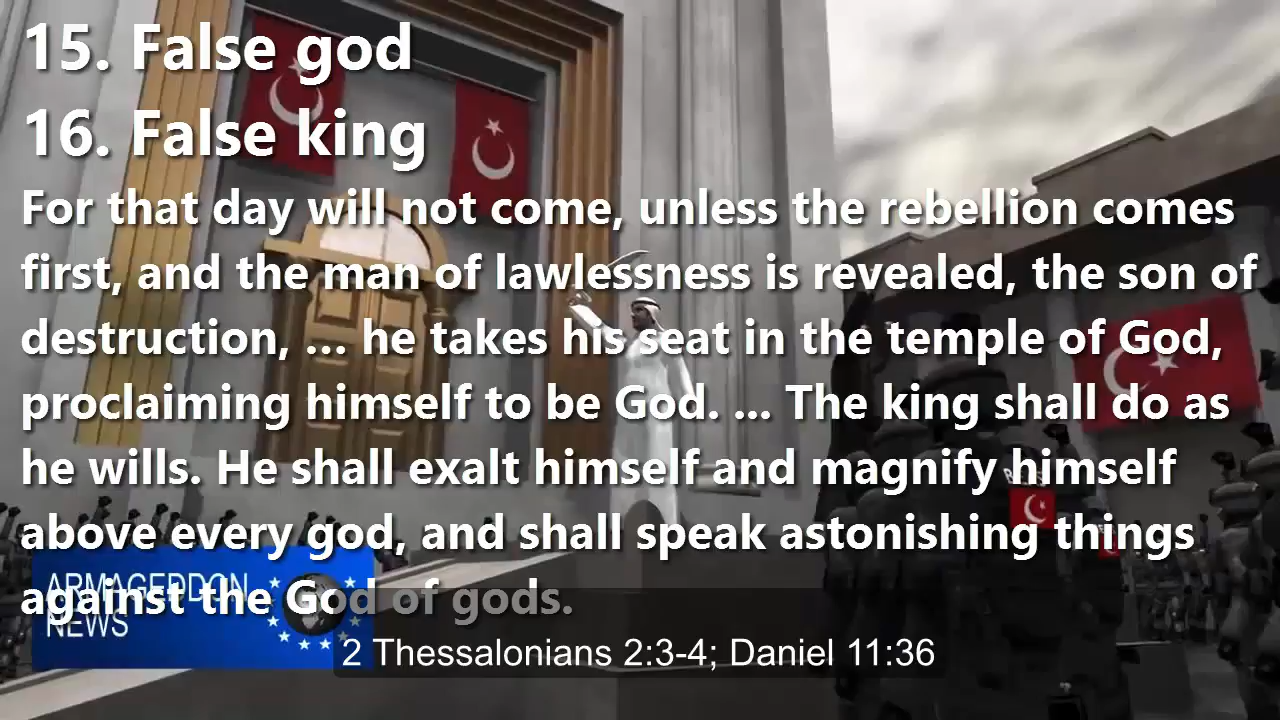 15. False god
16. False king
For that day will not come, unless the rebellion comes
first, and the man of lawlessness is revealed, the son of
destruction, ... he takes his seat in the temple of God,
proclaiming himself to be God. ... The king shall do as
he wills. He shall exalt himself and magnify himself
above every god, and shall speak astonishing things
against the God of gods.
ARMAGEDDON
NEWS
2 Thessalonians 2:3-4; Daniel 11:36